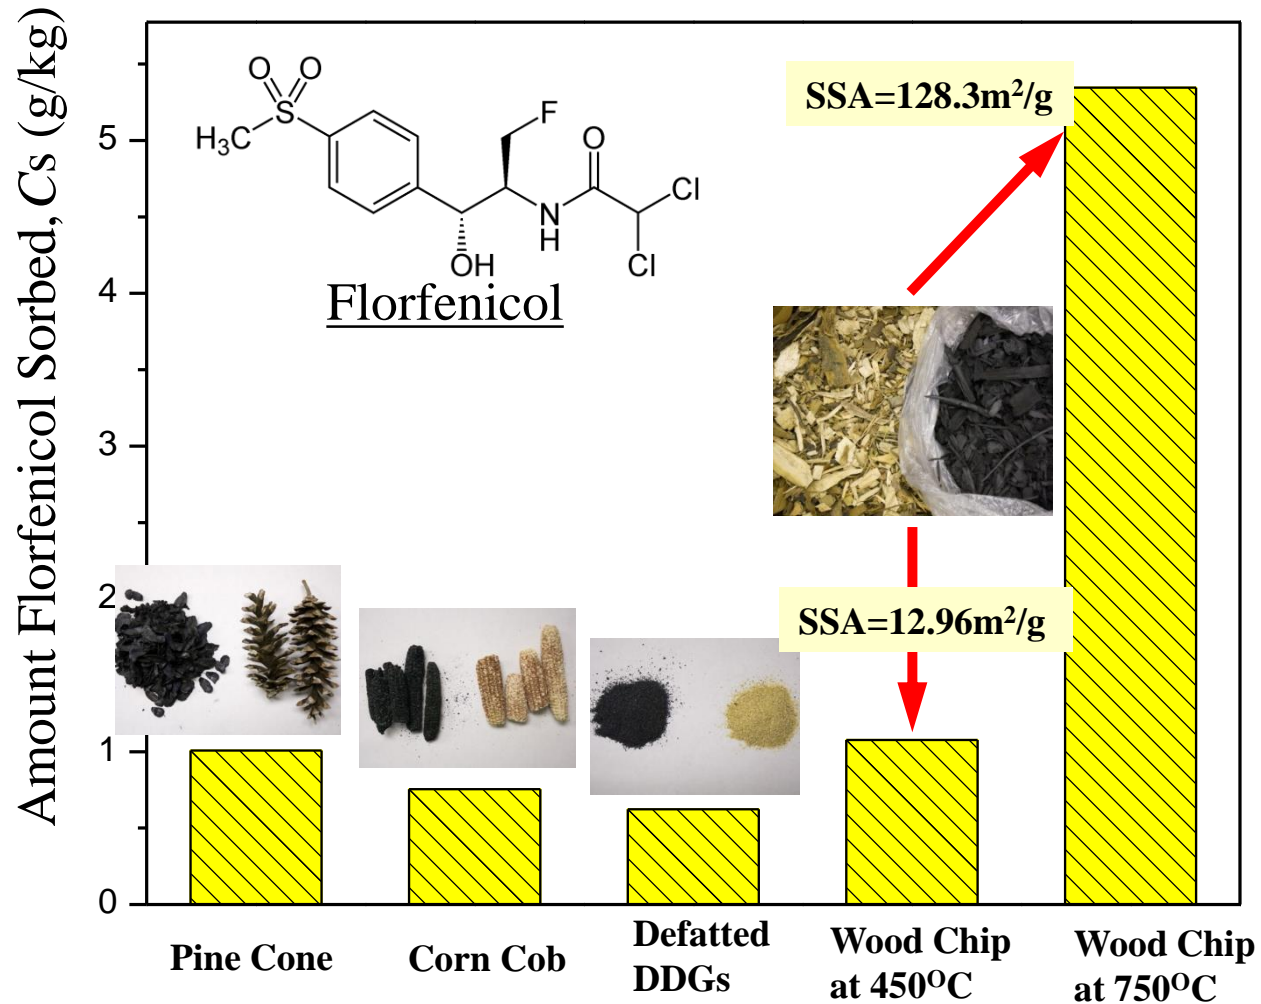 Amount Florfenicol Sorbed, Cs (g/kg)
5
4
3
2
1
0
O O
S
H₃C
F
O
Cl
N
H
OH
Cl
Florfenicol
SSA=128.3m²/g
SSA=12.96m²/g
Pine Cone
Corn Cob
Defatted
DDGs
Wood Chip
at 450ᴼC
Wood Chip
at 750ᴼC